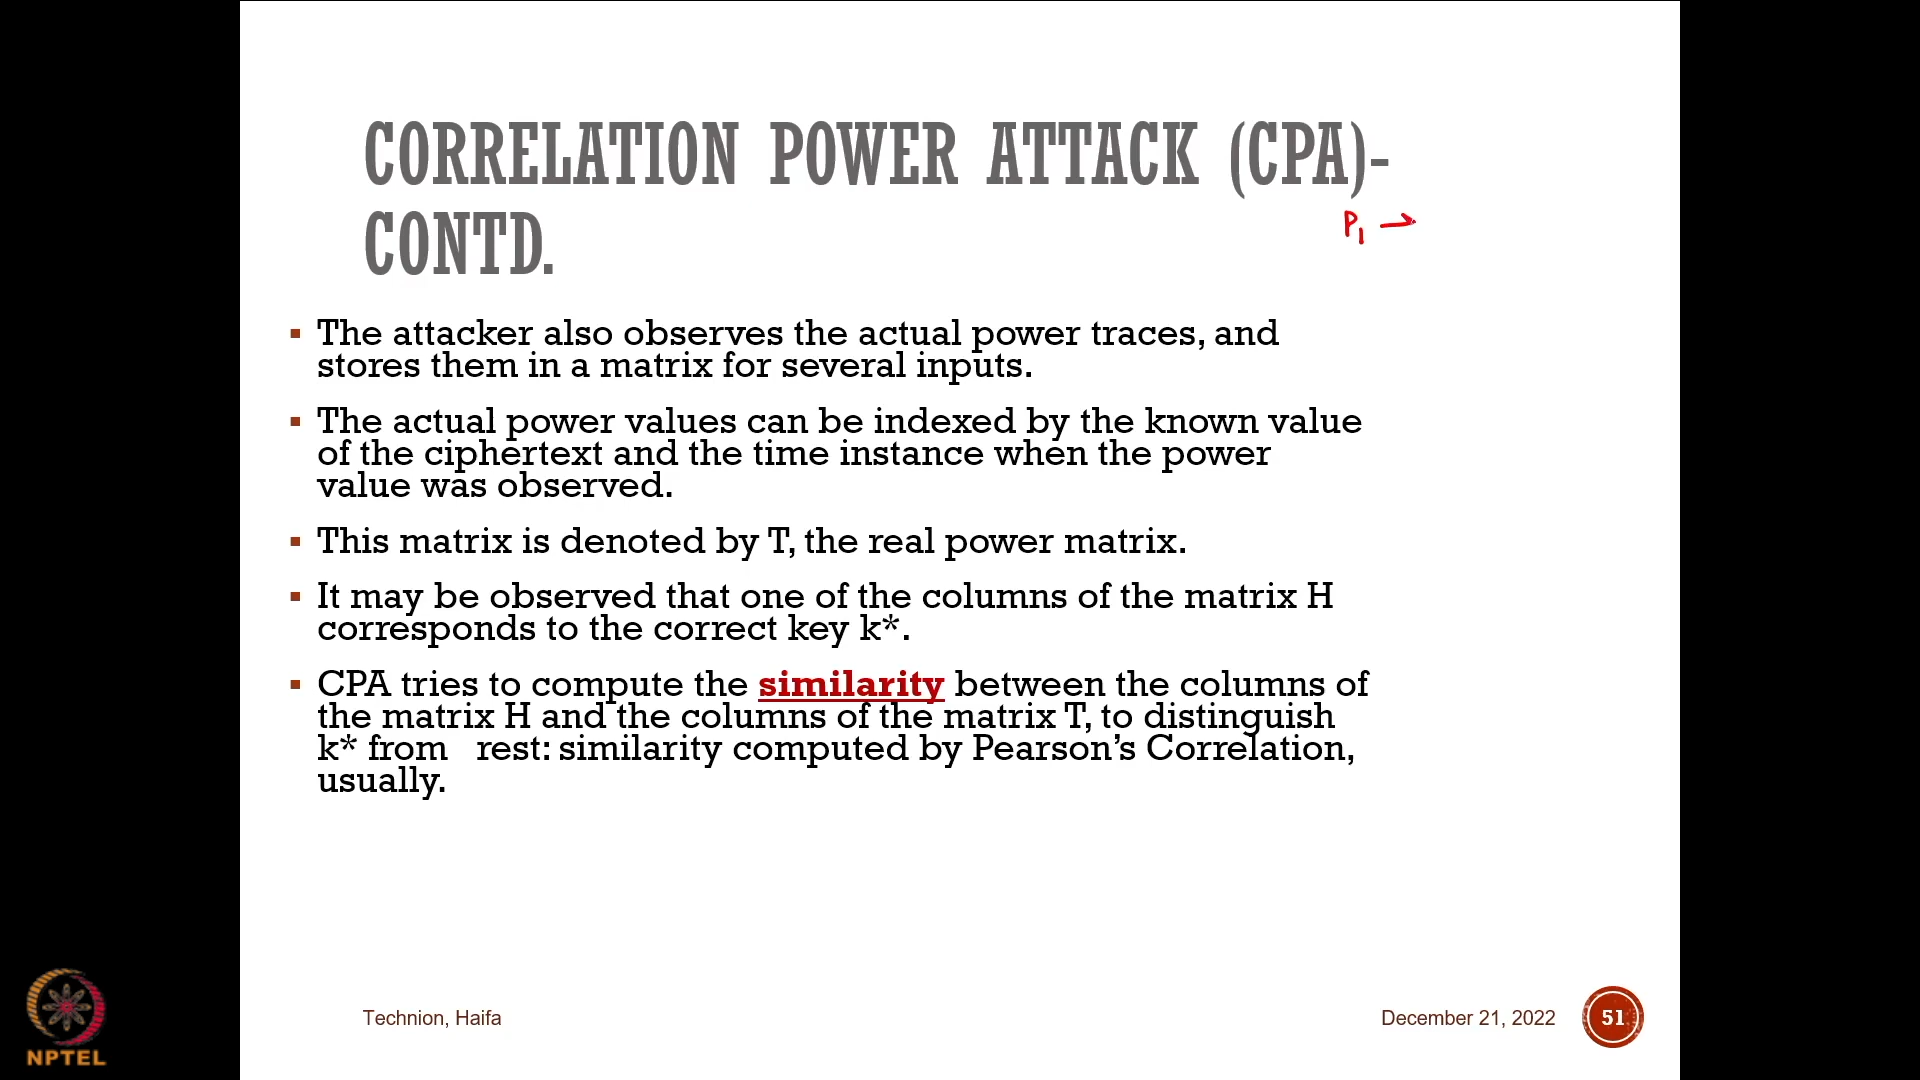 CORRELATION POWER ATTACK (CPA)-
CONTD.
P1 →
▪ The attacker also observes the actual power traces, and
stores them in a matrix for several inputs.
▪ The actual power values can be indexed by the known value
of the ciphertext and the time instance when the power
value was observed.
▪ This matrix is denoted by T, the real power matrix.
▪ It may be observed that one of the columns of the matrix H
corresponds to the correct key k*.
▪ CPA tries to compute the similarity between the columns of
the matrix H and the columns of the matrix T, to distinguish
k* from rest: similarity computed by Pearson’s Correlation,
usually.
Technion, Haifa
December 21, 2022
51
NPTEL